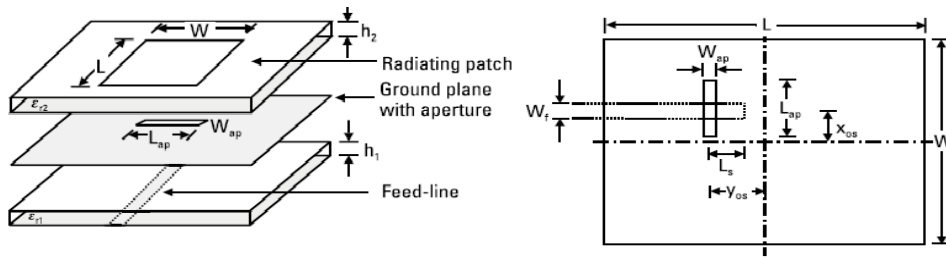 W
h₂
L
Radiating patch
εr2
Ground plane
with aperture
Wap
Lap
h₁
Feed-line
εr1
L
Wap
Wf
Lap
xos
W
Ls
yos